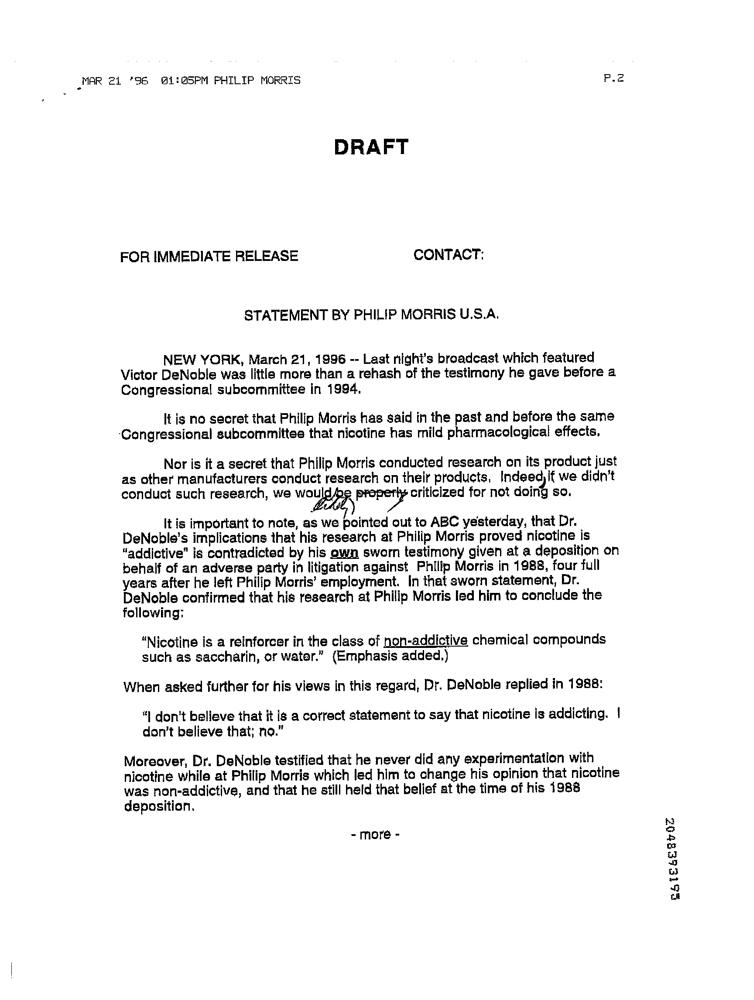 MAR 21 '96 01:05PM PHILIP MORRIS P.2
DRAFT
FOR IMMEDIATE RELEASE CONTACT:
STATEMENT BY PHILIP MORRIS U.S.A.
NEW YORK, March 21, 1996 -- Last night's broadcast which featured
Victor DeNoble was little more than a rehash of the testimony he gave before a
Congressional subcommittee in 1994.
It is no secret that Philip Morris has said in the past and before the same
Congressional subcommittee that nicotine has mild pharmacological effects.
Nor is it a secret that Philip Morris conducted research on its product just
as other manufacturers conduct research on their products. Indeed, if we didn't
conduct such research, we would be properly criticized for not doing so.
It is important to note, as we pointed out to ABC yesterday, that Dr.
DeNoble's implications that his research at Philip Morris proved nicotine is
"addictive" is contradicted by his own sworn testimony given at a deposition on
behalf of an adverse party in litigation against Philip Morris in 1988, four full
years after he left Philip Morris' employment. In that sworn statement, Dr.
DeNoble confirmed that his research at Philip Morris led him to conclude the
following:
"Nicotine is a reinforcer in the class of non-addictive chemical compounds
such as saccharin, or water." (Emphasis added.)
When asked further for his views in this regard, Dr. DeNoble replied in 1988:
"I don't believe that it is a correct statement to say that nicotine is addicting. I
don't believe that; no."
Moreover, Dr. DeNoble testified that he never did any experimentation with
nicotine while at Philip Morris which led him to change his opinion that nicotine
was non-addictive, and that he still held that belief at the time of his 1988
deposition.
- more -
2048393195